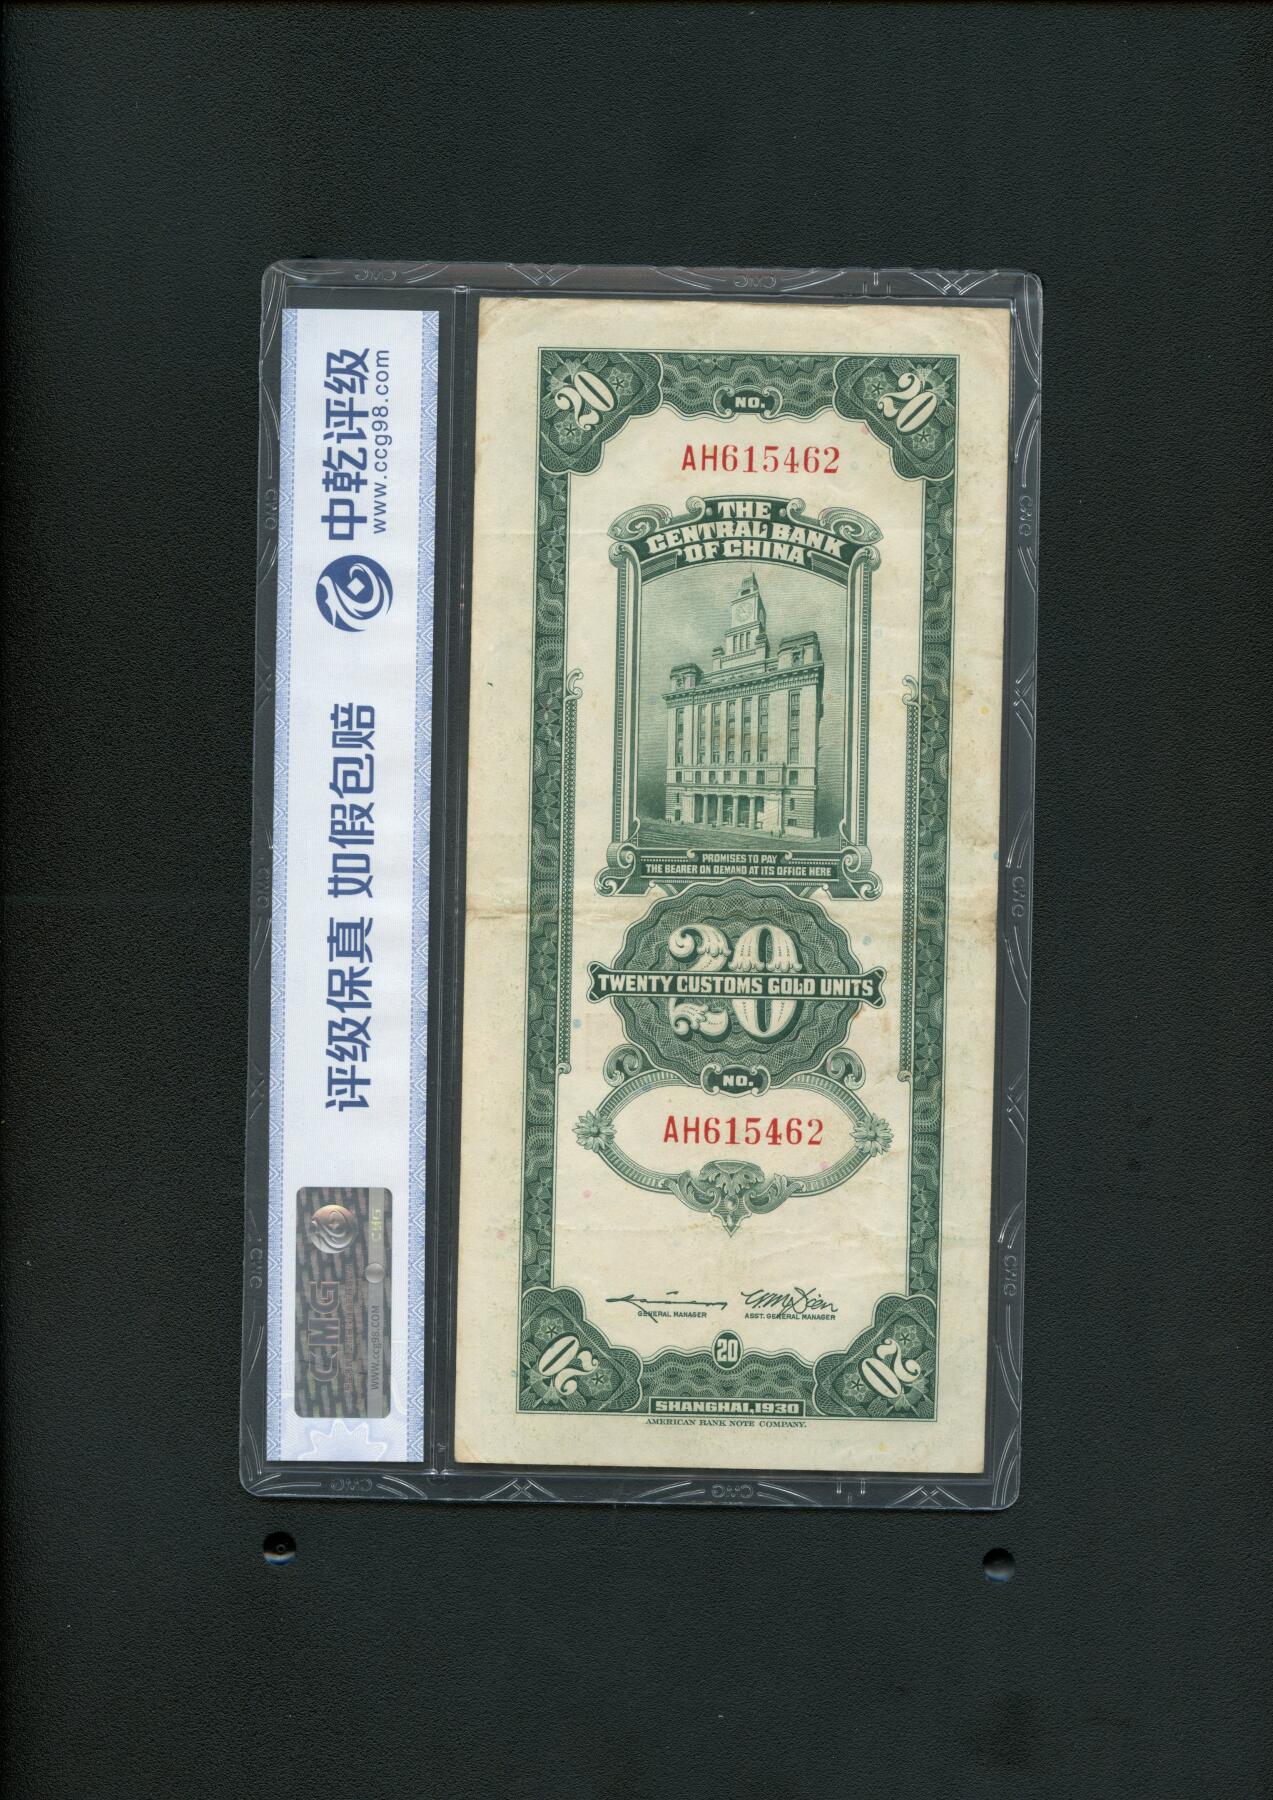 中乾评级
www.ccg98.com
评级保真 如假包赔
CMG
www.ccg98.COM
20
20
NO.
AH615462
THE
CENTRAL BANK
OF CHINA
PROMISES TO PAY
THE BEARER ON DEMAND AT ITS OFFICE HERE
20
TWENTY CUSTOMS GOLD UNITS
NO.
AH615462
GENERAL MANAGER
ASST. GENERAL MANAGER
20
20
20
SHANGHAI, 1930
AMERICAN BANK NOTE COMPANY.